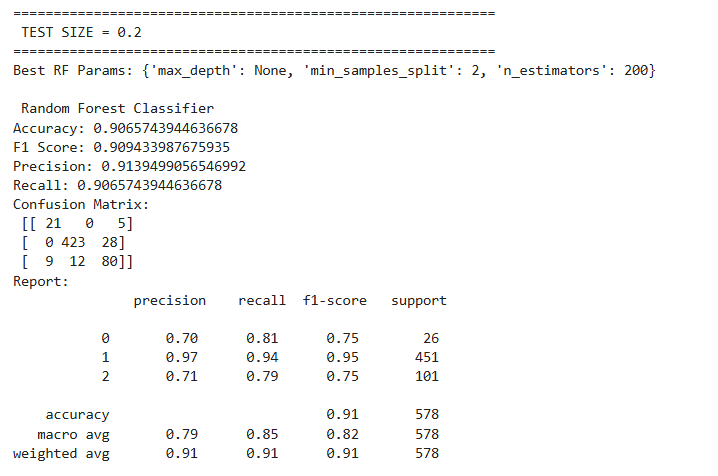 ===========================================================
 TEST SIZE = 0.2
===========================================================
Best RF Params: {'max_depth': None, 'min_samples_split': 2, 'n_estimators': 200}

 Random Forest Classifier
Accuracy: 0.9065743944636678
F1 Score: 0.909433987675935
Precision: 0.9139499056546992
Recall: 0.9065743944636678
Confusion Matrix:
 [[ 21   0   5]
 [  0 423  28]
 [  9  12  80]]
Report:
               precision    recall  f1-score   support

           0       0.70      0.81      0.75        26
           1       0.97      0.94      0.95       451
           2       0.71      0.79      0.75       101

    accuracy                           0.91       578
   macro avg       0.79      0.85      0.82       578
weighted avg       0.91      0.91      0.91       578